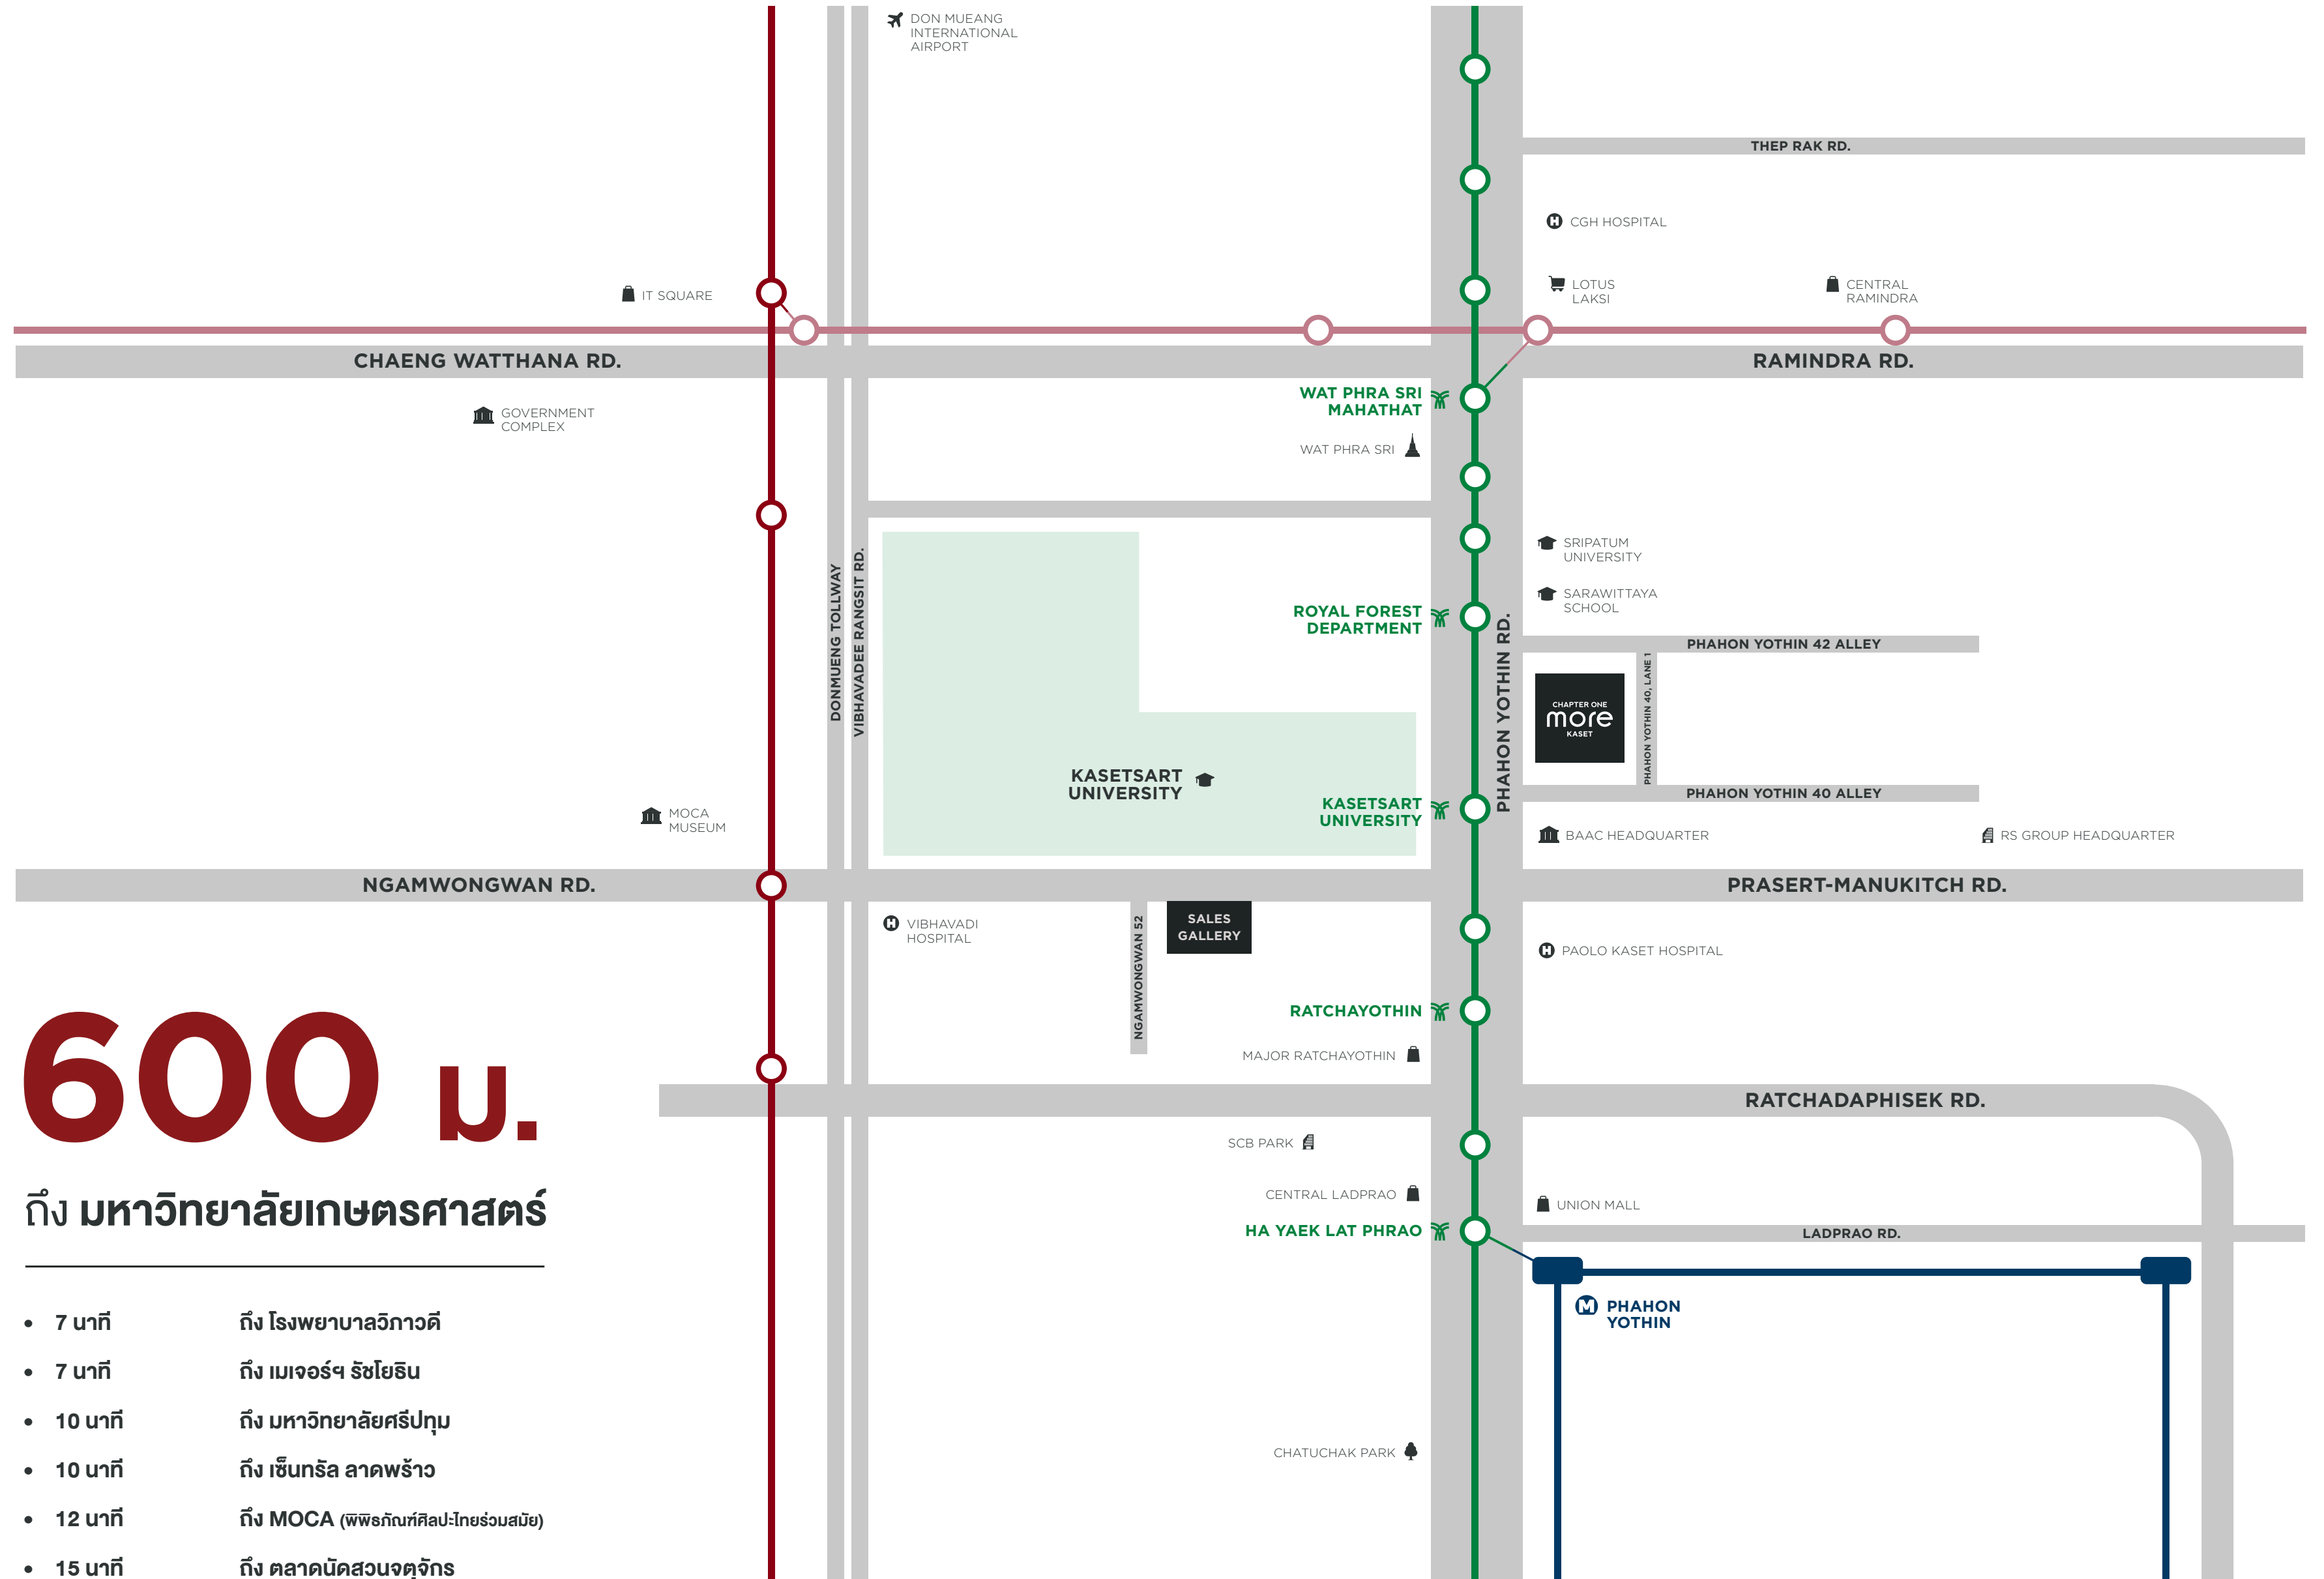 DON MUEANG
INTERNATIONAL
AIRPORT
THEP RAK RD.
CGH HOSPITAL
IT SQUARE
LOTUS
LAKSI
CENTRAL
RAMINDRA
CHAENG WATTHANA RD.
RAMINDRA RD.
WAT PHRA SRI
MAHATHAT
GOVERNMENT
COMPLEX
WAT PHRA SRI
SRIPATUM
UNIVERSITY
SARAWITTAYA
SCHOOL
DONMUENG TOLLWAY
VIBHAVADEE RANGSIT RD.
ROYAL FOREST
DEPARTMENT
PHAHON YOTHIN RD.
PHAHON YOTHIN 42 ALLEY
PHAHON YOTHIN 40, LANE 1
CHAPTER ONE
more
KASET
KASETSART
UNIVERSITY
KASETSART
UNIVERSITY
PHAHON YOTHIN 40 ALLEY
MOCA
MUSEUM
BAAC HEADQUARTER
RS GROUP HEADQUARTER
NGAMWONGWAN RD.
PRASERT-MANUKITCH RD.
VIBHAVADI
HOSPITAL
NGAMWONGWAN 52
SALES
GALLERY
PAOLO KASET HOSPITAL
RATCHAYOTHIN
MAJOR RATCHAYOTHIN
RATCHADAPHISEK RD.
SCB PARK
CENTRAL LADPRAO
UNION MALL
HA YAEK LAT PHRAO
LADPRAO RD.
PHAHON
YOTHIN
CHATUCHAK PARK
600 ม.
ถึง มหาวิทยาลัยเกษตรศาสตร์
• 7 นาที ถึง โรงพยาบาลวิภาวดี
• 7 นาที ถึง เมเจอร์ฯ รัชโยธิน
• 10 นาที ถึง มหาวิทยาลัยศรีปทุม
• 10 นาที ถึง เซ็นทรัล ลาดพร้าว
• 12 นาที ถึง MOCA (พิพิธภัณฑ์ศิลปะไทยร่วมสมัย)
• 15 นาที ถึง ตลาดนัดสวนจตุจักร